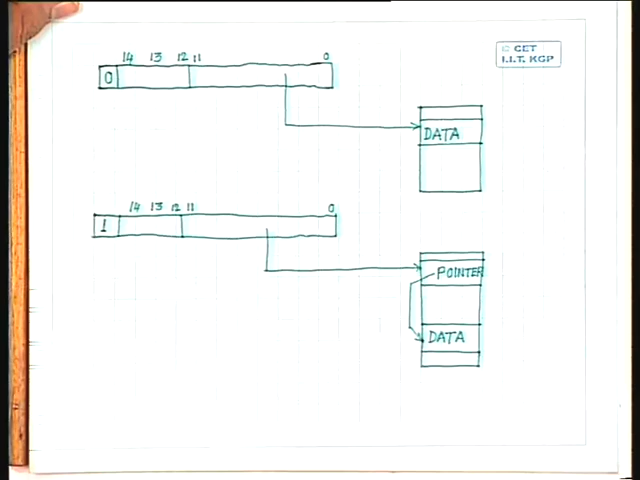 14 13 12 11 0
© CET
I.I.T. KGP
0
DATA
14 13 12 11 0
1
POINTER
DATA